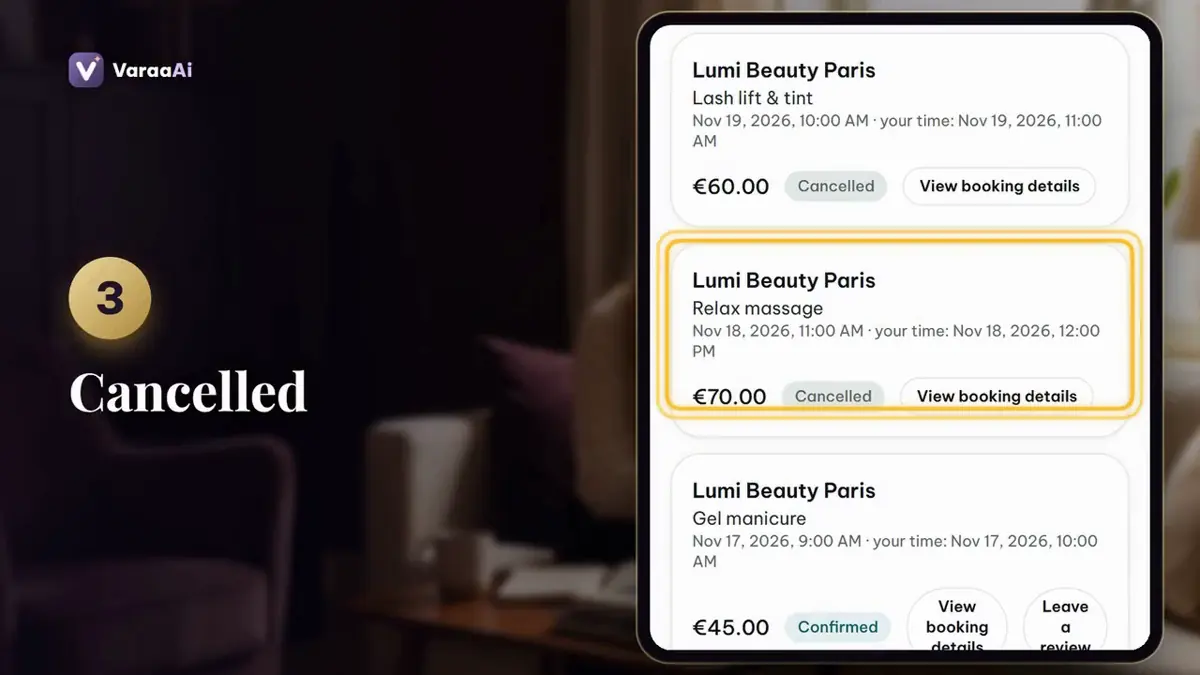 VaraaAi
3
Cancelled
Lumi Beauty Paris
Lash lift & tint
Nov 19, 2026, 10:00 AM · your time: Nov 19, 2026, 11:00
AM
€60.00 Cancelled View booking details
Lumi Beauty Paris
Relax massage
Nov 18, 2026, 11:00 AM · your time: Nov 18, 2026, 12:00
PM
€70.00 Cancelled View booking details
Lumi Beauty Paris
Gel manicure
Nov 17, 2026, 9:00 AM · your time: Nov 17, 2026, 10:00
AM
€45.00 Confirmed
View
booking
details
Leave
a
review